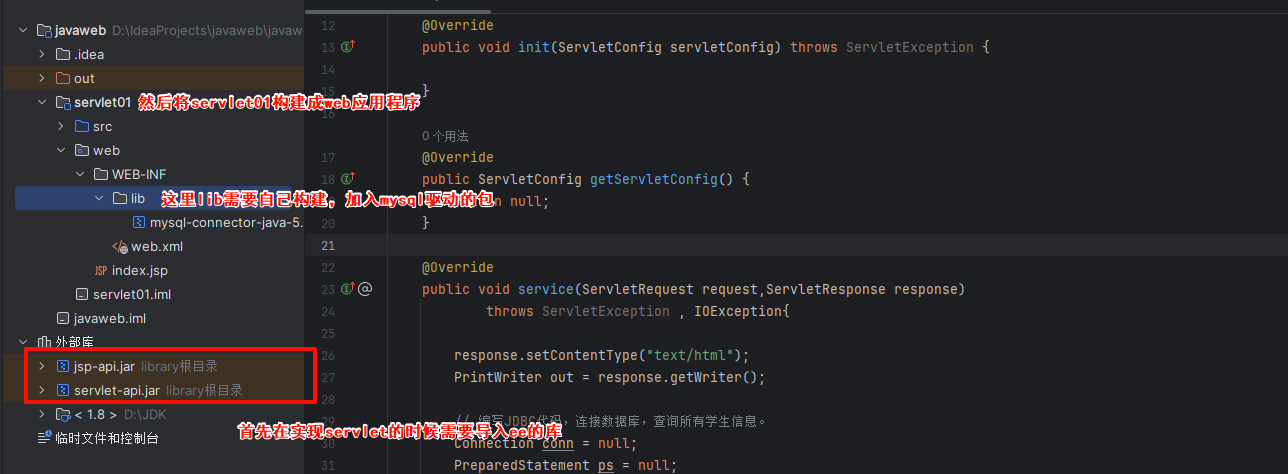 javaweb D:\IdeaProjects\javaweb\javaw
.idea
out
servlet01 然后将servlet01构建成web应用程序
src
web
WEB-INF
lib 这里lib需要自己构建，加入mysql驱动的包
mysql-connector-java-5.
web.xml
JSP index.jsp
servlet01.iml
javaweb.iml
外部库
jsp-api.jar library根目录
servlet-api.jar library根目录
< 1.8 > D:\JDK
临时文件和控制台
首先在实现servlet的时候需要导入ee的库
12 @Override
13 public void init(ServletConfig servletConfig) throws ServletException {
14
15 }
16
0 个用法
17 @Override
18 public ServletConfig getServletConfig() {
null;
20 }
21
22 @Override
23 @ public void service(ServletRequest request,ServletResponse response)
24 throws ServletException , IOException{
25
26 response.setContentType("text/html");
27 PrintWriter out = response.getWriter();
28
29 // 编写JDBC代码，连接数据库，查询所有学生信息。
30 Connection conn = null;
31 PreparedStatement ps = null;